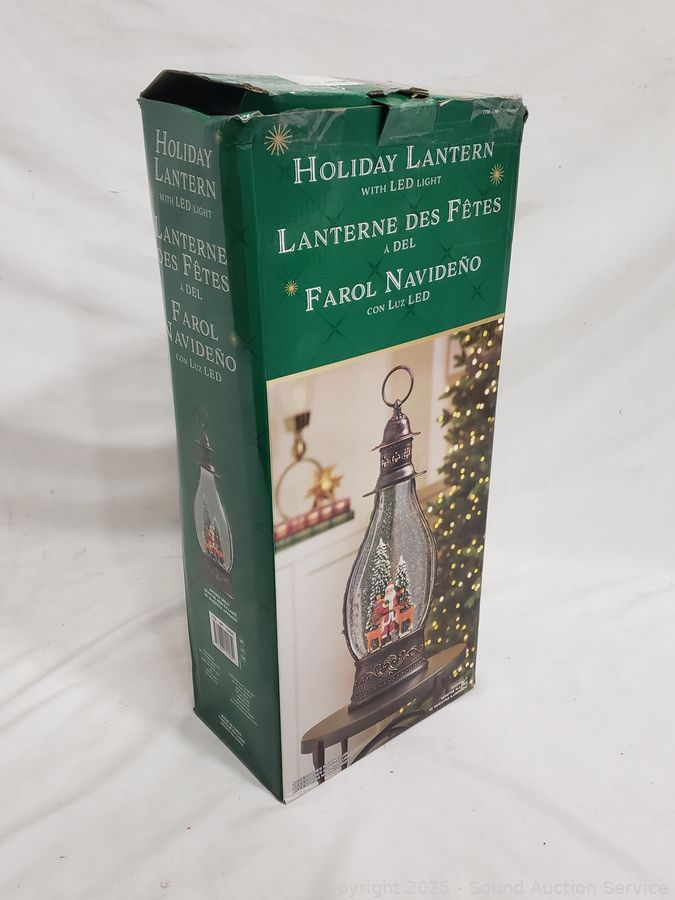 HOLIDAY LANTERN
WITH LED LIGHT
LANTERNE DES FÊTES
À DEL
FAROL NAVIDEÑO
CON LUZ LED
HOLIDAY
LANTERN
WITH LED LIGHT
LANTERNE
DES FÊTES
À DEL
FAROL
NAVIDEÑO
CON LUZ LED
pyright 2025 - Sound Auction Service